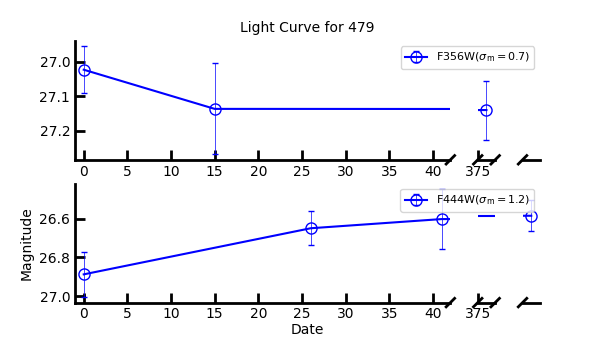 Light Curve for 479
F356W(σm = 0.7)
27.0
27.1
27.2
0 5 10 15 20 25 30 35 40 375
F444W(σm = 1.2)
26.6
26.8
27.0
Magnitude
0 5 10 15 20 25 30 35 40 375
Date